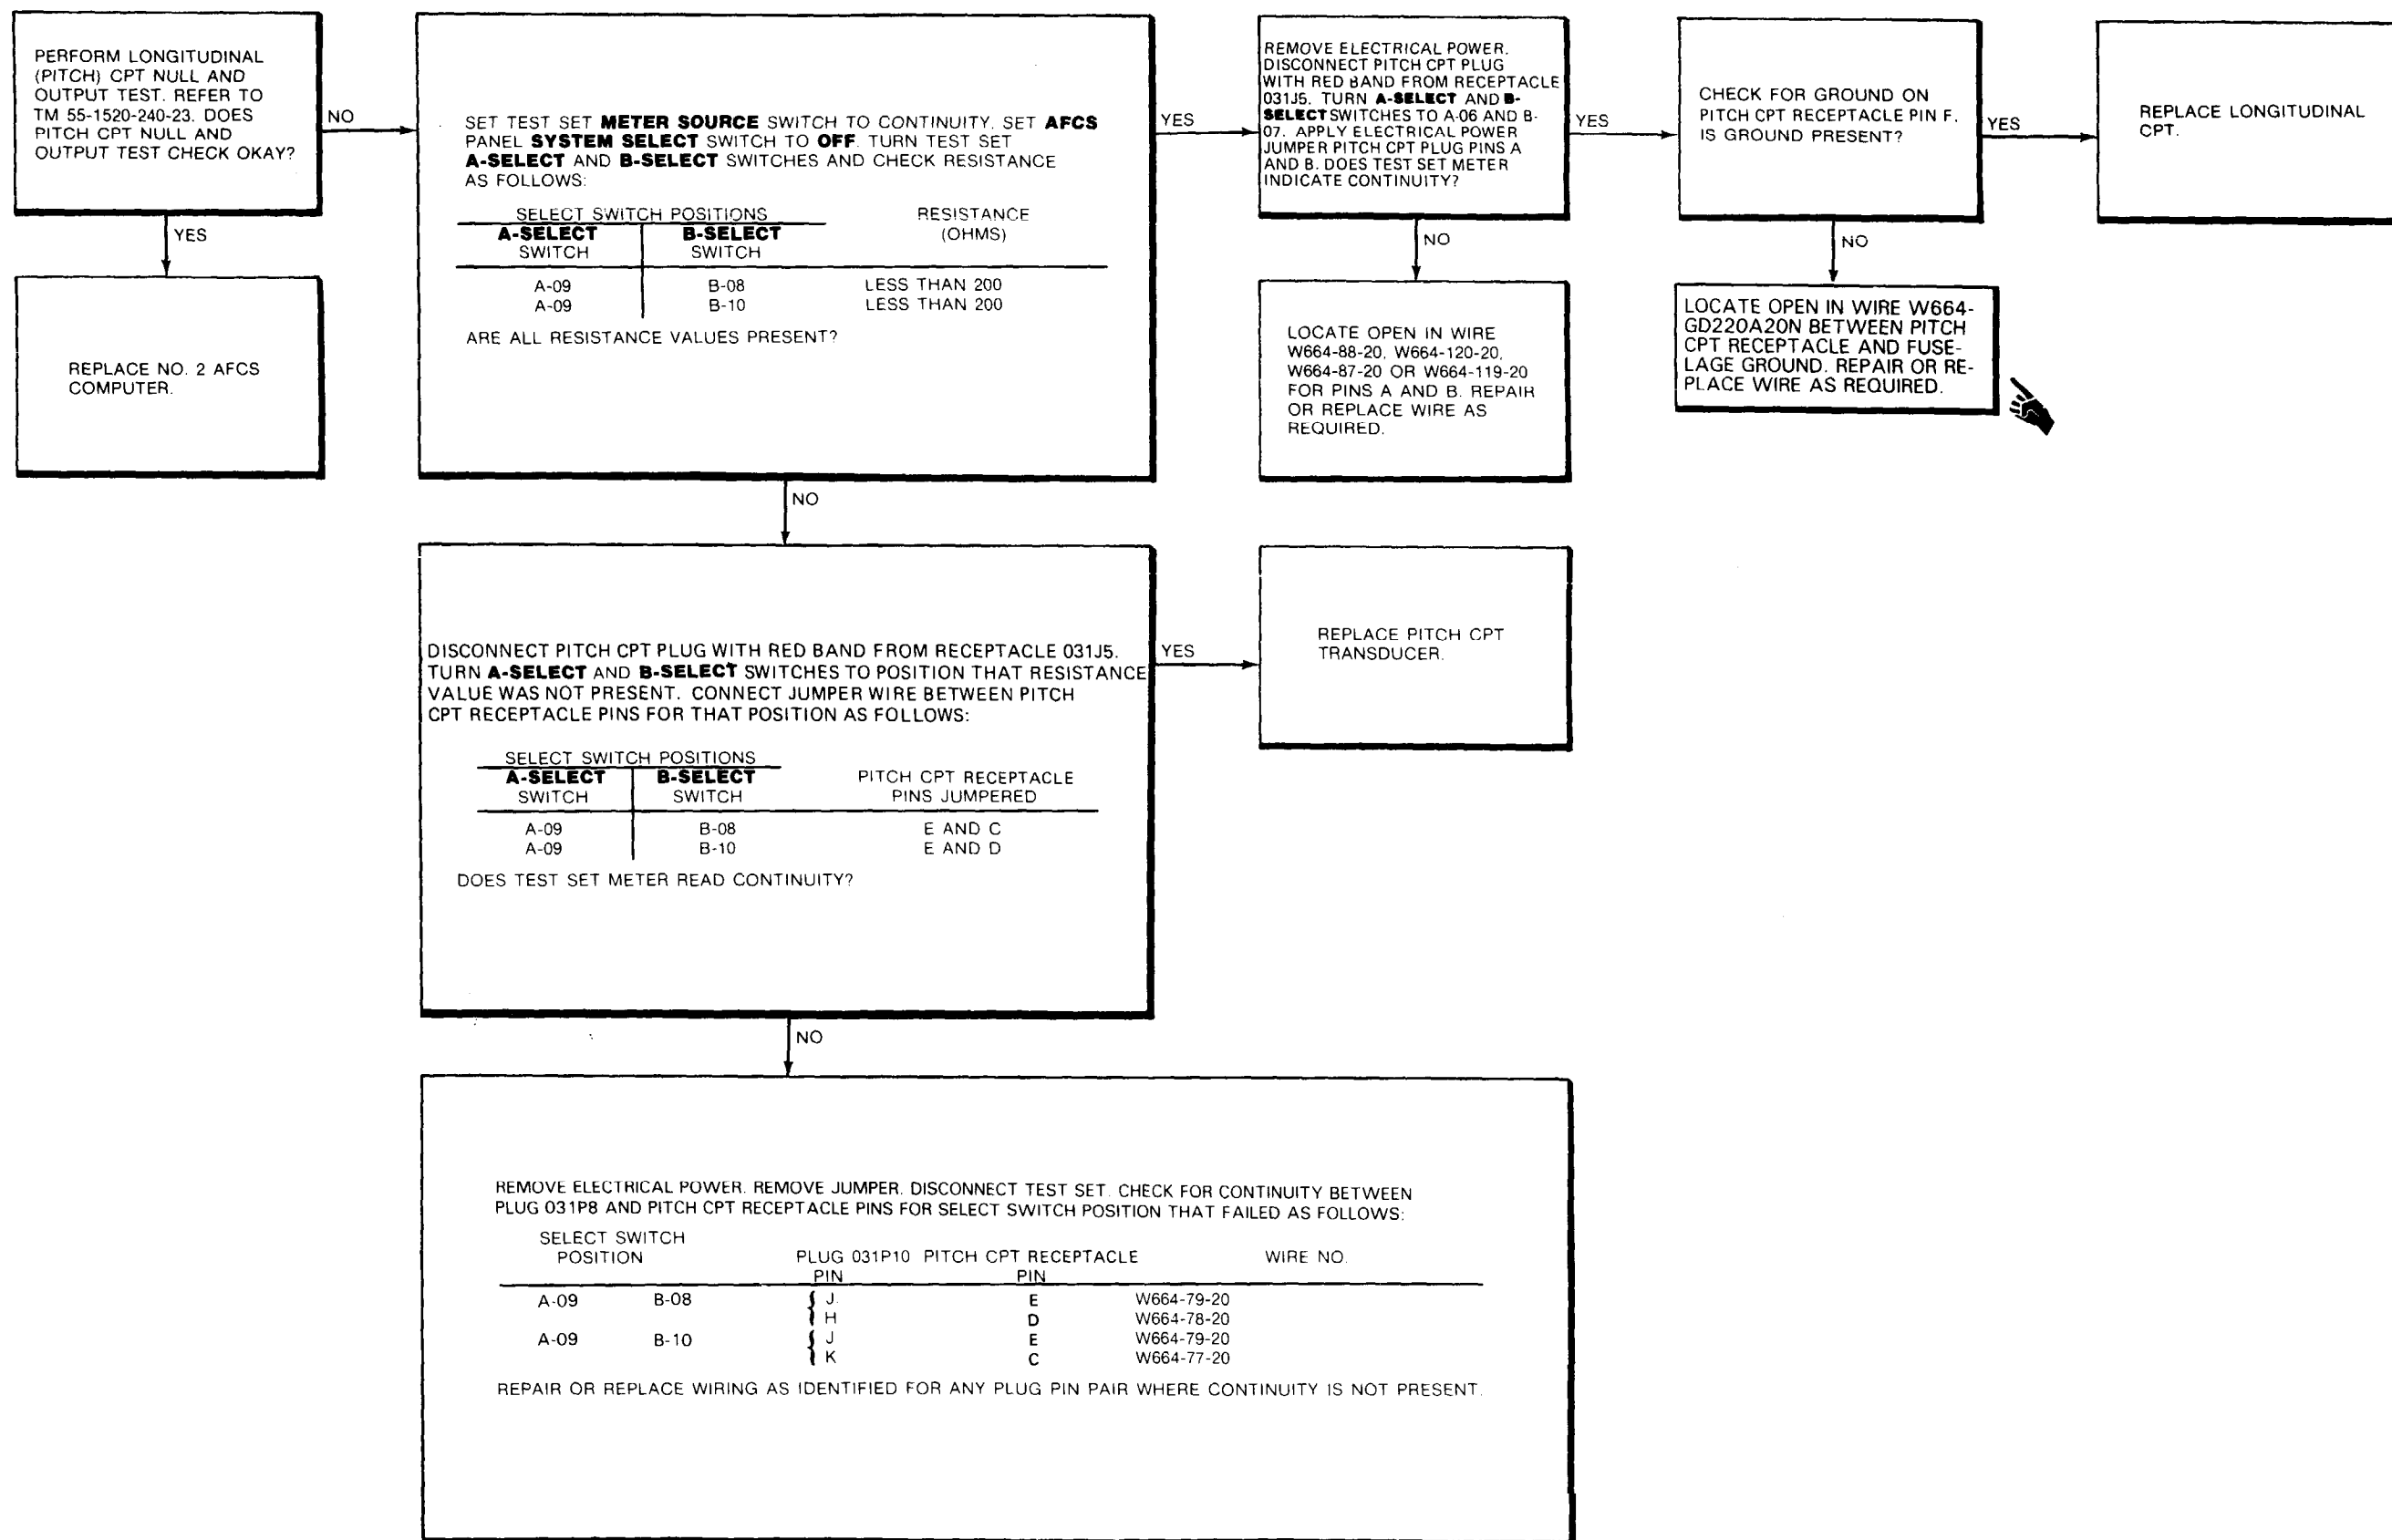 PERFORM LONGITUDINAL
(PITCH) CPT NULL AND
OUTPUT TEST. REFER TO
TM 55-1520-240-23. DOES
PITCH CPT NULL AND
OUTPUT TEST CHECK OKAY?
NO
YES
REPLACE NO. 2 AFCS
COMPUTER.
SET TEST SET METER SOURCE SWITCH TO CONTINUITY. SET AFCS
PANEL SYSTEM SELECT SWITCH TO OFF. TURN TEST SET
A-SELECT AND B-SELECT SWITCHES AND CHECK RESISTANCE
AS FOLLOWS:
SELECT SWITCH POSITIONS RESISTANCE
A-SELECT B-SELECT (OHMS)
SWITCH SWITCH
A-09 B-08 LESS THAN 200
A-09 B-10 LESS THAN 200
ARE ALL RESISTANCE VALUES PRESENT?
YES
NO
REMOVE ELECTRICAL POWER.
DISCONNECT PITCH CPT PLUG
WITH RED BAND FROM RECEPTACLE
031J5. TURN A-SELECT AND B-
SELECT SWITCHES TO A-06 AND B-
07. APPLY ELECTRICAL POWER
JUMPER PITCH CPT PLUG PINS A
AND B. DOES TEST SET METER
INDICATE CONTINUITY?
YES
NO
LOCATE OPEN IN WIRE
W664-88-20, W664-120-20,
W664-87-20 OR W664-119-20
FOR PINS A AND B. REPAIR
OR REPLACE WIRE AS
REQUIRED.
CHECK FOR GROUND ON
PITCH CPT RECEPTACLE PIN F.
IS GROUND PRESENT?
YES
NO
LOCATE OPEN IN WIRE W664-
GD220A20N BETWEEN PITCH
CPT RECEPTACLE AND FUSE-
LAGE GROUND. REPAIR OR RE-
PLACE WIRE AS REQUIRED.
REPLACE LONGITUDINAL
CPT.
DISCONNECT PITCH CPT PLUG WITH RED BAND FROM RECEPTACLE 031J5.
TURN A-SELECT AND B-SELECT SWITCHES TO POSITION THAT RESISTANCE
VALUE WAS NOT PRESENT. CONNECT JUMPER WIRE BETWEEN PITCH
CPT RECEPTACLE PINS FOR THAT POSITION AS FOLLOWS:
SELECT SWITCH POSITIONS
A-SELECT B-SELECT PITCH CPT RECEPTACLE
SWITCH SWITCH PINS JUMPERED
A-09 B-08 E AND C
A-09 B-10 E AND D
DOES TEST SET METER READ CONTINUITY?
YES
NO
REPLACE PITCH CPT
TRANSDUCER.
REMOVE ELECTRICAL POWER. REMOVE JUMPER. DISCONNECT TEST SET. CHECK FOR CONTINUITY BETWEEN
PLUG 031P8 AND PITCH CPT RECEPTACLE PINS FOR SELECT SWITCH POSITION THAT FAILED AS FOLLOWS:
SELECT SWITCH
POSITION PLUG 031P10 PITCH CPT RECEPTACLE WIRE NO.
PIN PIN
A-09 B-08 { J E W664-79-20
H D W664-78-20
A-09 B-10 { J E W664-79-20
K C W664-77-20
REPAIR OR REPLACE WIRING AS IDENTIFIED FOR ANY PLUG PIN PAIR WHERE CONTINUITY IS NOT PRESENT.